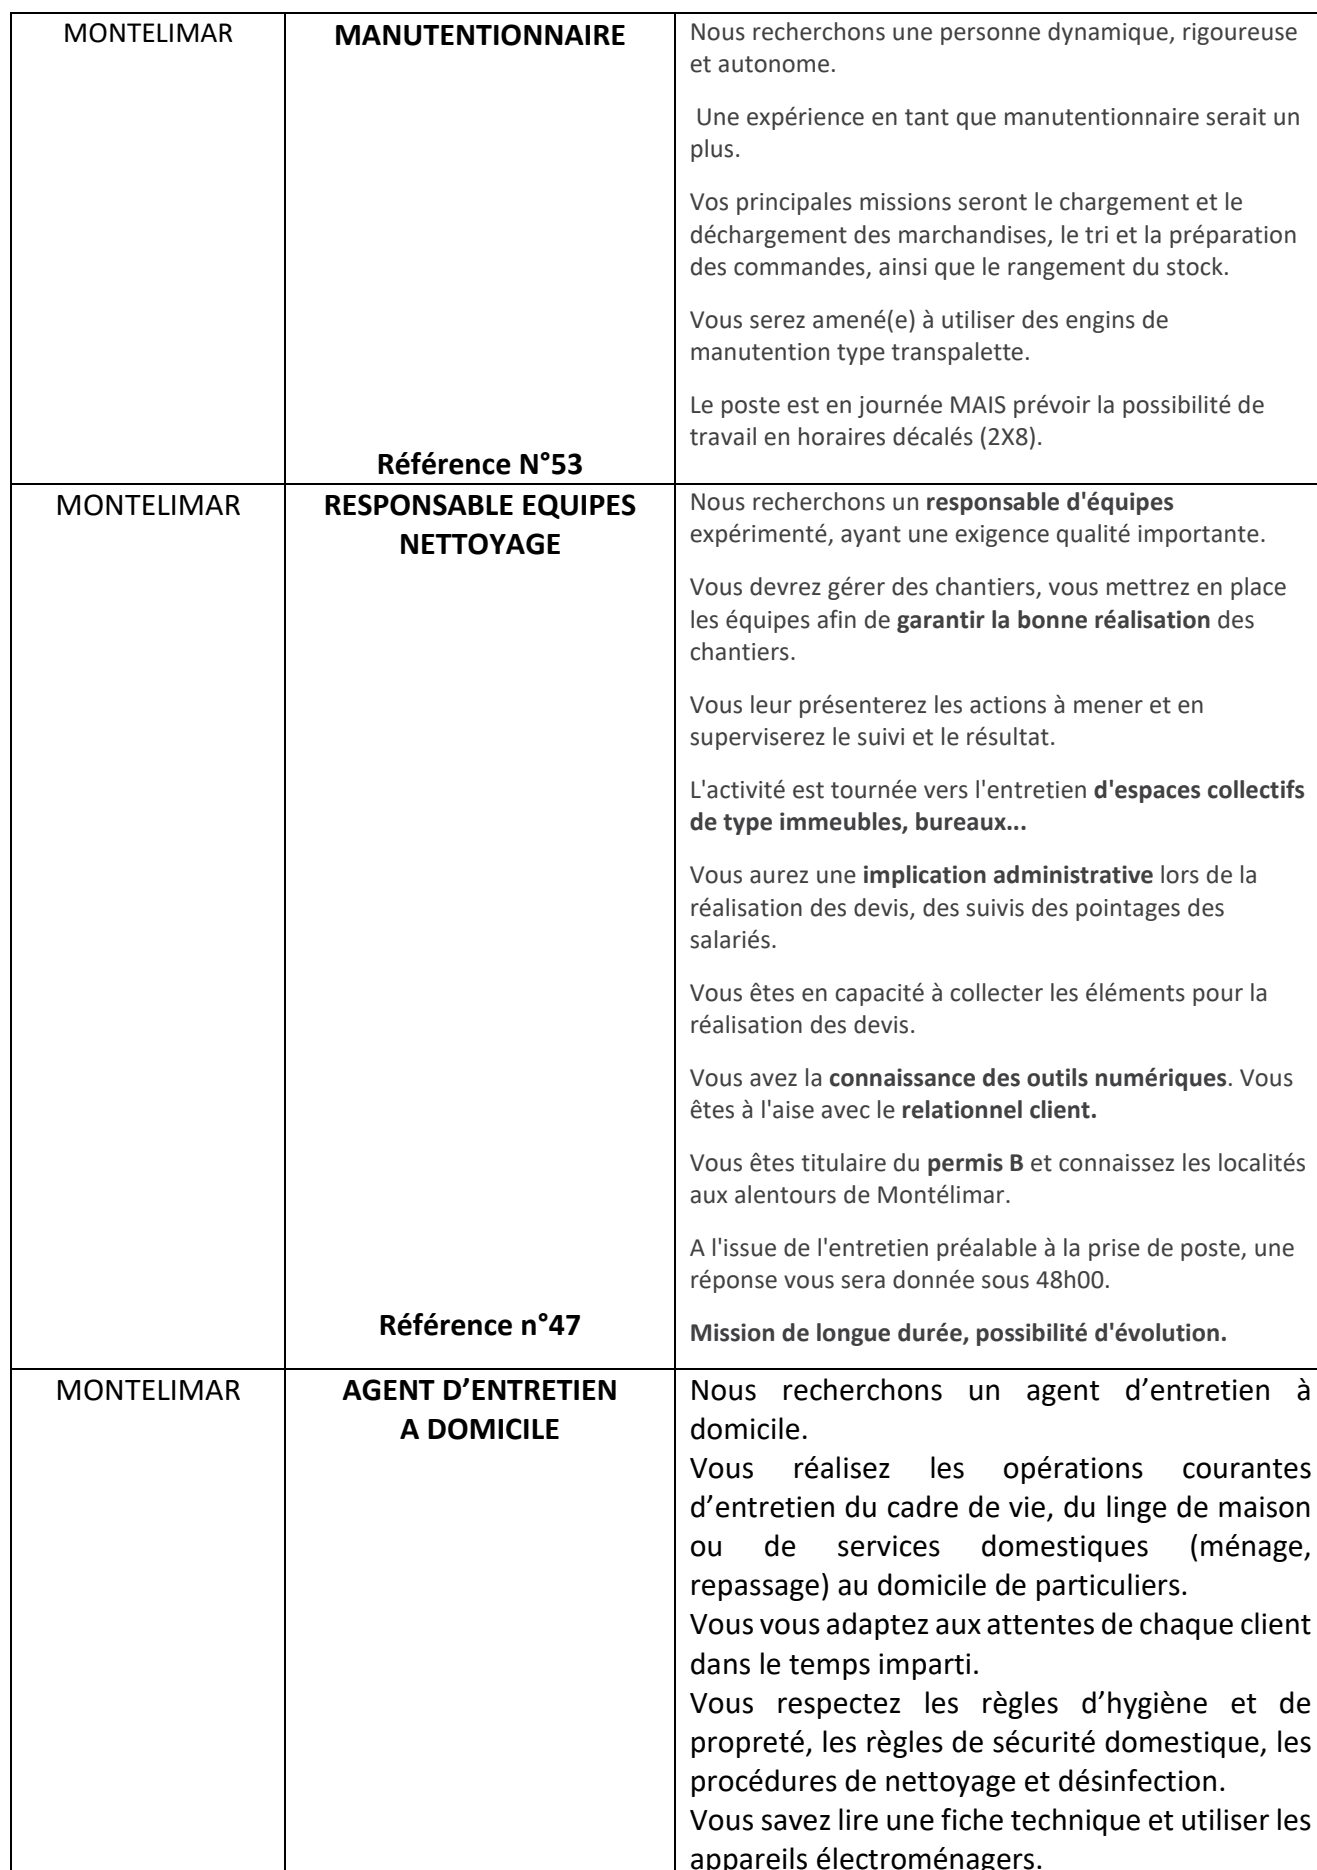 MONTELIMAR
MANUTENTIONNAIRE
Référence N°53
Nous recherchons une personne dynamique, rigoureuse
et autonome.
Une expérience en tant que manutentionnaire serait un
plus.
Vos principales missions seront le chargement et le
déchargement des marchandises, le tri et la préparation
des commandes, ainsi que le rangement du stock.
Vous serez amené(e) à utiliser des engins de
manutention type transpalette.
Le poste est en journée MAIS prévoir la possibilité de
travail en horaires décalés (2X8).
MONTELIMAR
RESPONSABLE EQUIPES
NETTOYAGE
Référence n°47
Nous recherchons un responsable d'équipes
expérimenté, ayant une exigence qualité importante.
Vous devrez gérer des chantiers, vous mettrez en place
les équipes afin de garantir la bonne réalisation des
chantiers.
Vous leur présenterez les actions à mener et en
superviserez le suivi et le résultat.
L'activité est tournée vers l'entretien d'espaces collectifs
de type immeubles, bureaux...
Vous aurez une implication administrative lors de la
réalisation des devis, des suivis des pointages des
salariés.
Vous êtes en capacité à collecter les éléments pour la
réalisation des devis.
Vous avez la connaissance des outils numériques. Vous
êtes à l'aise avec le relationnel client.
Vous êtes titulaire du permis B et connaissez les localités
aux alentours de Montélimar.
A l'issue de l'entretien préalable à la prise de poste, une
réponse vous sera donnée sous 48h00.
Mission de longue durée, possibilité d'évolution.
MONTELIMAR
AGENT D’ENTRETIEN
A DOMICILE
Nous recherchons un agent d’entretien à
domicile.
Vous réalisez les opérations courantes
d’entretien du cadre de vie, du linge de maison
ou de services domestiques (ménage,
repassage) au domicile de particuliers.
Vous vous adaptez aux attentes de chaque client
dans le temps imparti.
Vous respectez les règles d’hygiène et de
propreté, les règles de sécurité domestique, les
procédures de nettoyage et désinfection.
Vous savez lire une fiche technique et utiliser les
appareils électroménagers.